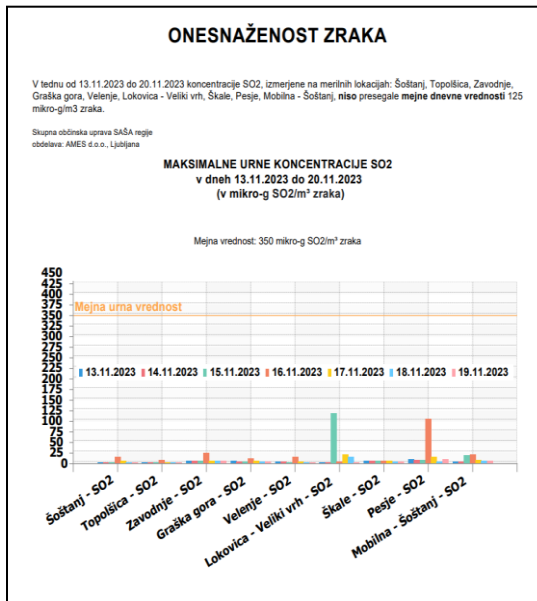 ONESNAŽENOST ZRAKA
V tednu od 13.11.2023 do 20.11.2023 koncentracije SO2, izmerjene na merilnih lokacijah: Šoštanj, Topolšica, Zavodnje,
Graška gora, Velenje, Lokovica - Veliki vrh, Škale, Pesje, Mobilna - Šoštanj, niso presegale mejne dnevne vrednosti 125
mikro-g/m3 zraka.
Skupna občinska uprava SAŠA regije
obdelava: AMES d.o.o., Ljubljana
MAKSIMALNE URNE KONCENTRACIJE SO2
v dneh 13.11.2023 do 20.11.2023
(v mikro-g SO2/m³ zraka)
Mejna vrednost: 350 mikro-g SO2/m³ zraka
450
425
400
375
350
325
300
275
250
225
200
175
150
125
100
75
50
25
0
Mejna urna vrednost
13.11.2023 14.11.2023 15.11.2023 16.11.2023 17.11.2023 18.11.2023 19.11.2023
Šoštanj - SO2
Topolšica - SO2
Zavodnje - SO2
Graška gora - SO2
Velenje - SO2
Lokovica - Veliki vrh - SO2
Škale - SO2
Pesje - SO2
Mobilna - Šoštanj - SO2